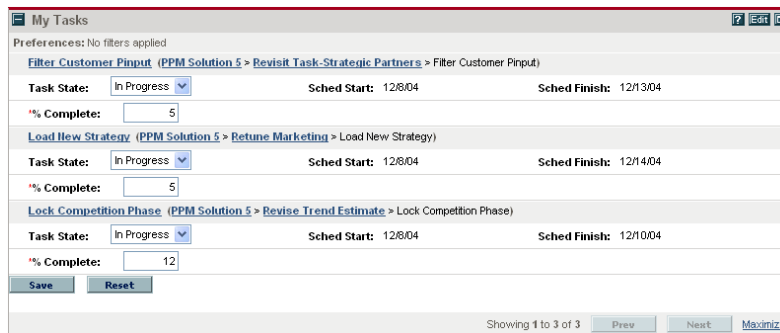 My Tasks ? Edit
Preferences: No filters applied
Filter Customer Pinput (PPM Solution 5 > Revisit Task-Strategic Partners > Filter Customer Pinput)
Task State: In Progress Sched Start: 12/8/04 Sched Finish: 12/13/04
*% Complete: 5
Load New Strategy (PPM Solution 5 > Retune Marketing > Load New Strategy)
Task State: In Progress Sched Start: 12/8/04 Sched Finish: 12/14/04
*% Complete: 5
Lock Competition Phase (PPM Solution 5 > Revise Trend Estimate > Lock Competition Phase)
Task State: In Progress Sched Start: 12/8/04 Sched Finish: 12/10/04
*% Complete: 12
Save Reset
Showing 1 to 3 of 3 Prev Next Maximiz